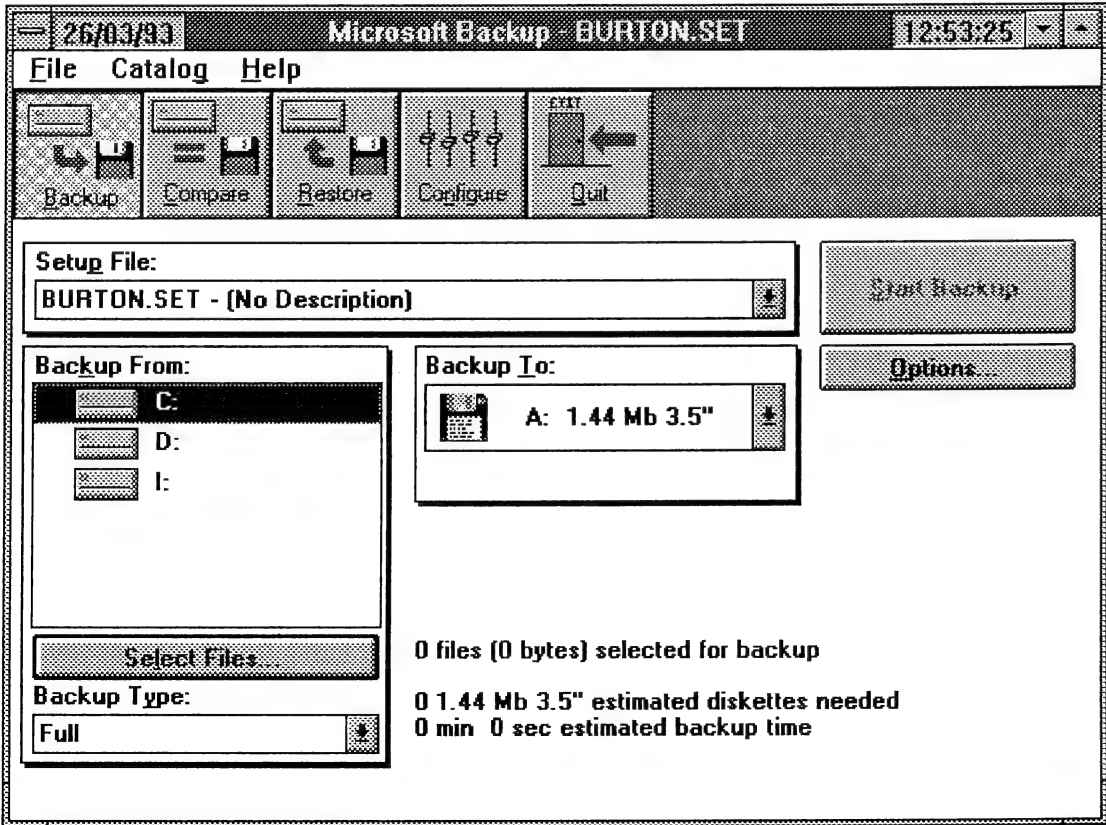 26/03/93 Microsoft Backup - BURTON.SET 12:53:25
File Catalog Help
EXIT
Backup Compare Restore Configure Quit
Setup File:
BURTON.SET - (No Description)
Start Backup
Backup From:
Backup To:
Options...
C:
A: 1.44 Mb 3.5"
D:
I:
Select Files...
0 files (0 bytes) selected for backup
Backup Type:
0 1.44 Mb 3.5" estimated diskettes needed
Full
0 min 0 sec estimated backup time